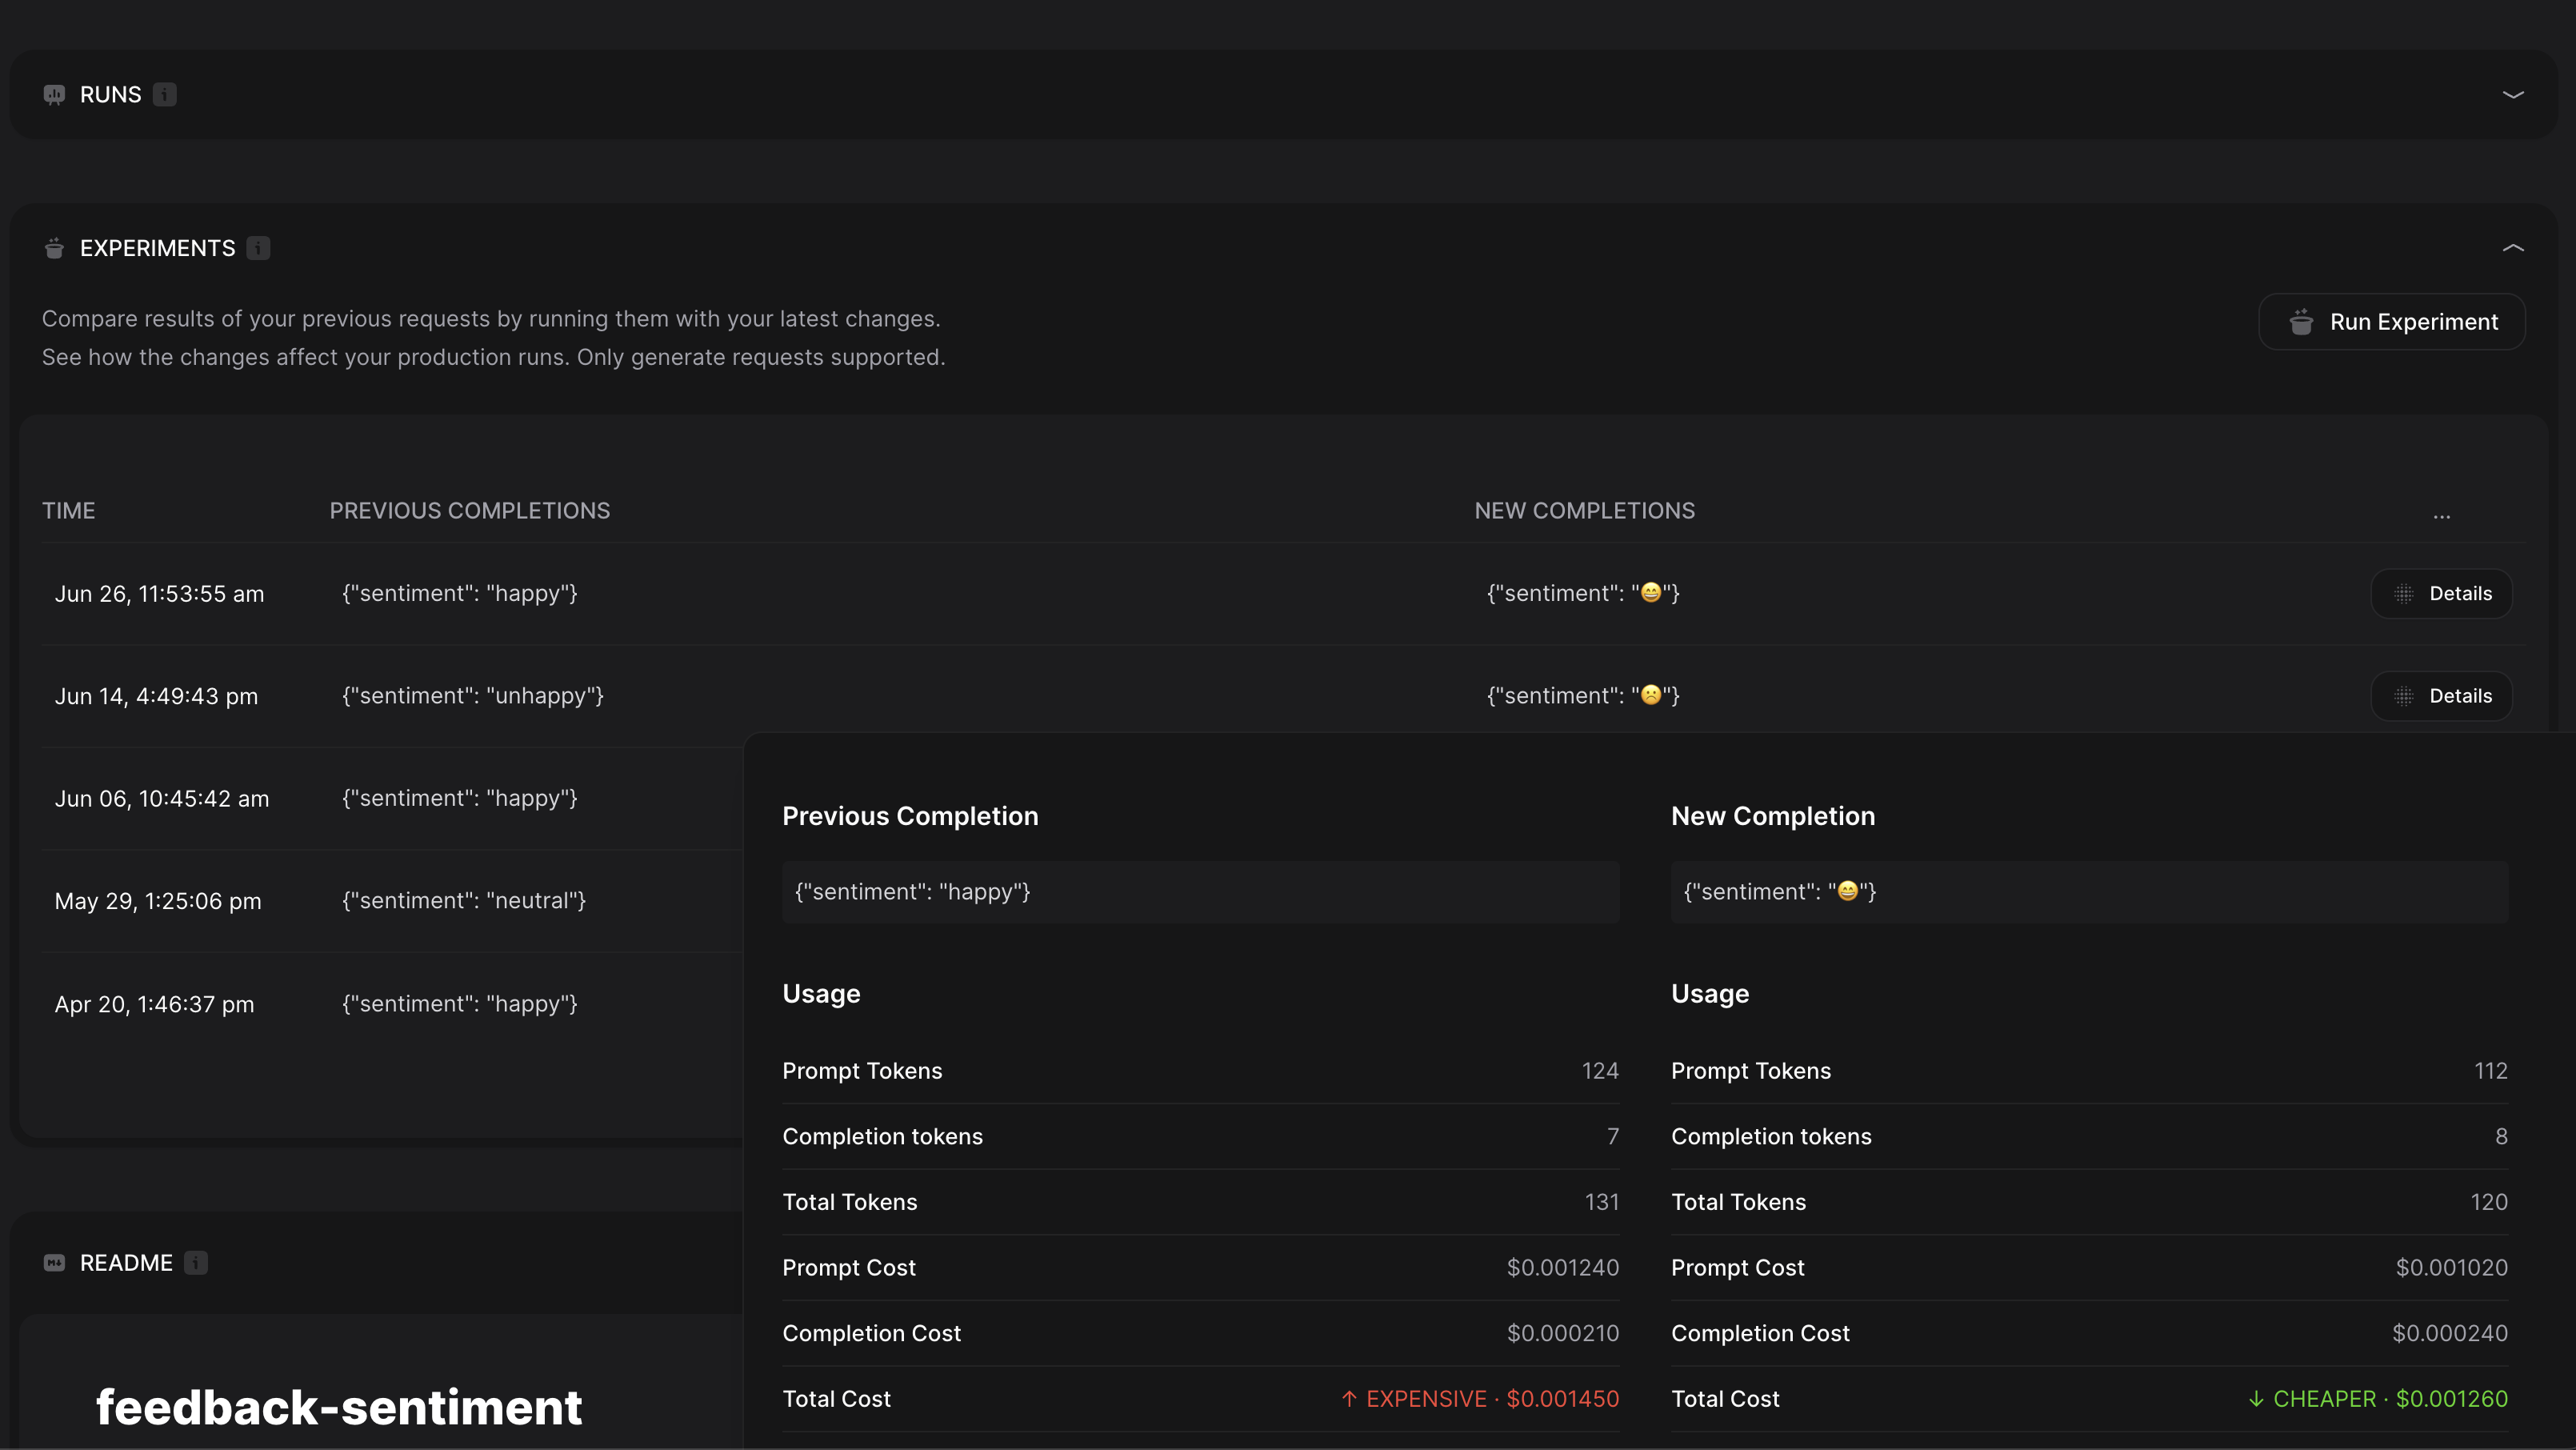 RUNS
EXPERIMENTS
Compare results of your previous requests by running them with your latest changes.
See how the changes affect your production runs. Only generate requests supported.
Run Experiment
TIME PREVIOUS COMPLETIONS NEW COMPLETIONS ...
Jun 26, 11:53:55 am {"sentiment": "happy"} {"sentiment": "😄"} Details
Jun 14, 4:49:43 pm {"sentiment": "unhappy"} {"sentiment": "☹️"} Details
Jun 06, 10:45:42 am {"sentiment": "happy"}
May 29, 1:25:06 pm {"sentiment": "neutral"}
Apr 20, 1:46:37 pm {"sentiment": "happy"}
README
feedback-sentiment
Previous Completion
{"sentiment": "happy"}
Usage
Prompt Tokens 124
Completion tokens 7
Total Tokens 131
Prompt Cost $0.001240
Completion Cost $0.000210
Total Cost ↑ EXPENSIVE · $0.001450
New Completion
{"sentiment": "😄"}
Usage
Prompt Tokens 112
Completion tokens 8
Total Tokens 120
Prompt Cost $0.001020
Completion Cost $0.000240
Total Cost ↓ CHEAPER · $0.001260